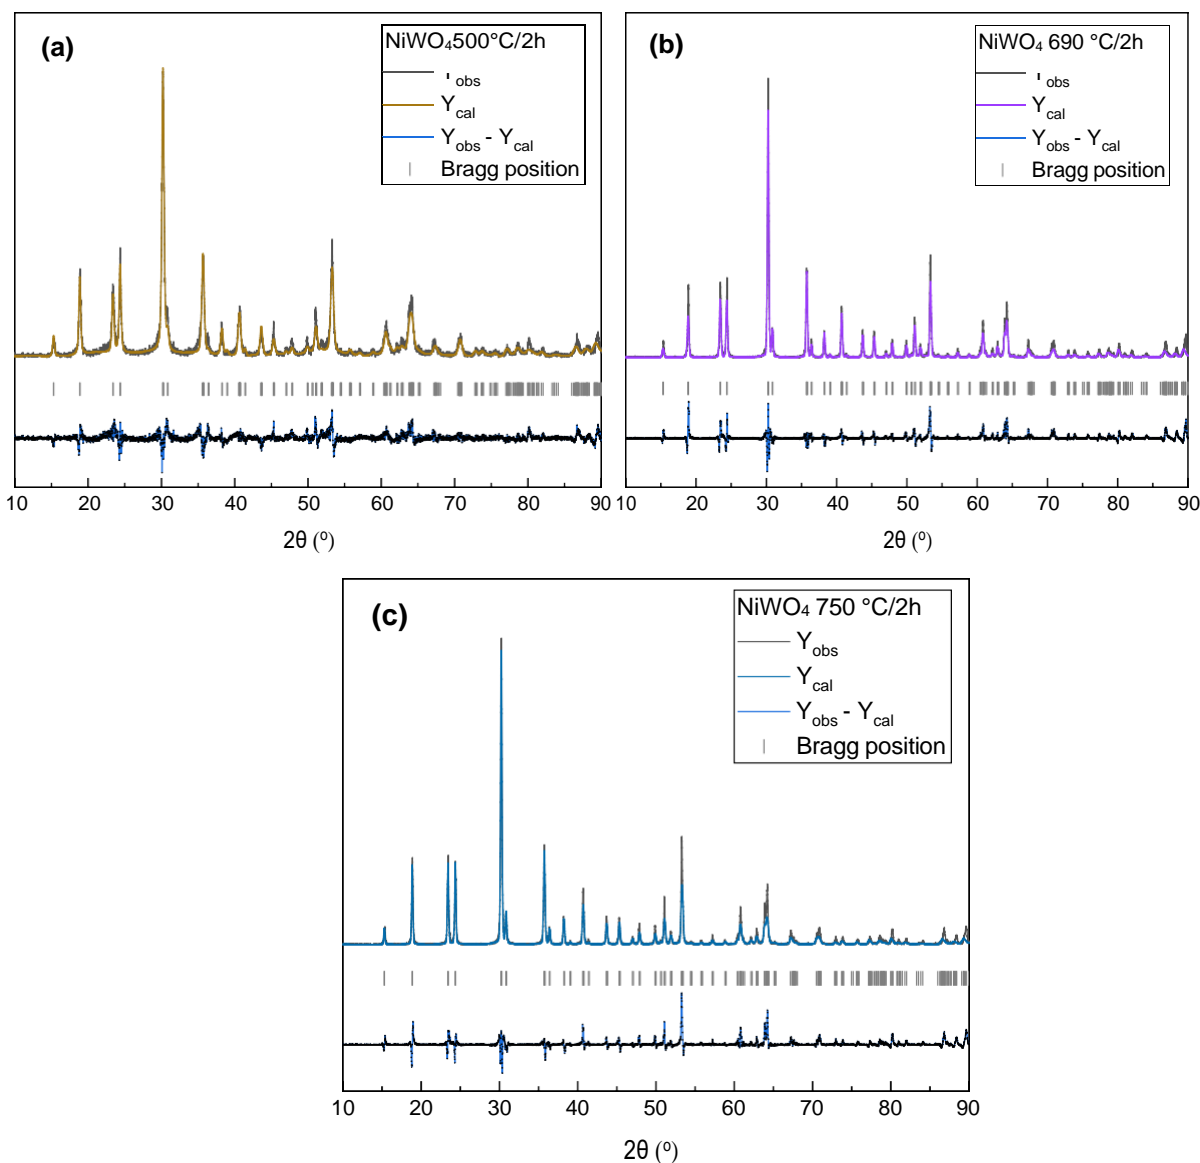 (a)
NiWO₄500°C/2h
Yobs
Ycal
Yobs - Ycal
Bragg position
10 20 30 40 50 60 70 80 90
2θ (º)
(b)
NiWO₄ 690 °C/2h
Yobs
Ycal
Yobs - Ycal
Bragg position
10 20 30 40 50 60 70 80 90
2θ (º)
(c)
NiWO₄ 750 °C/2h
Yobs
Ycal
Yobs - Ycal
Bragg position
10 20 30 40 50 60 70 80 90
2θ (º)